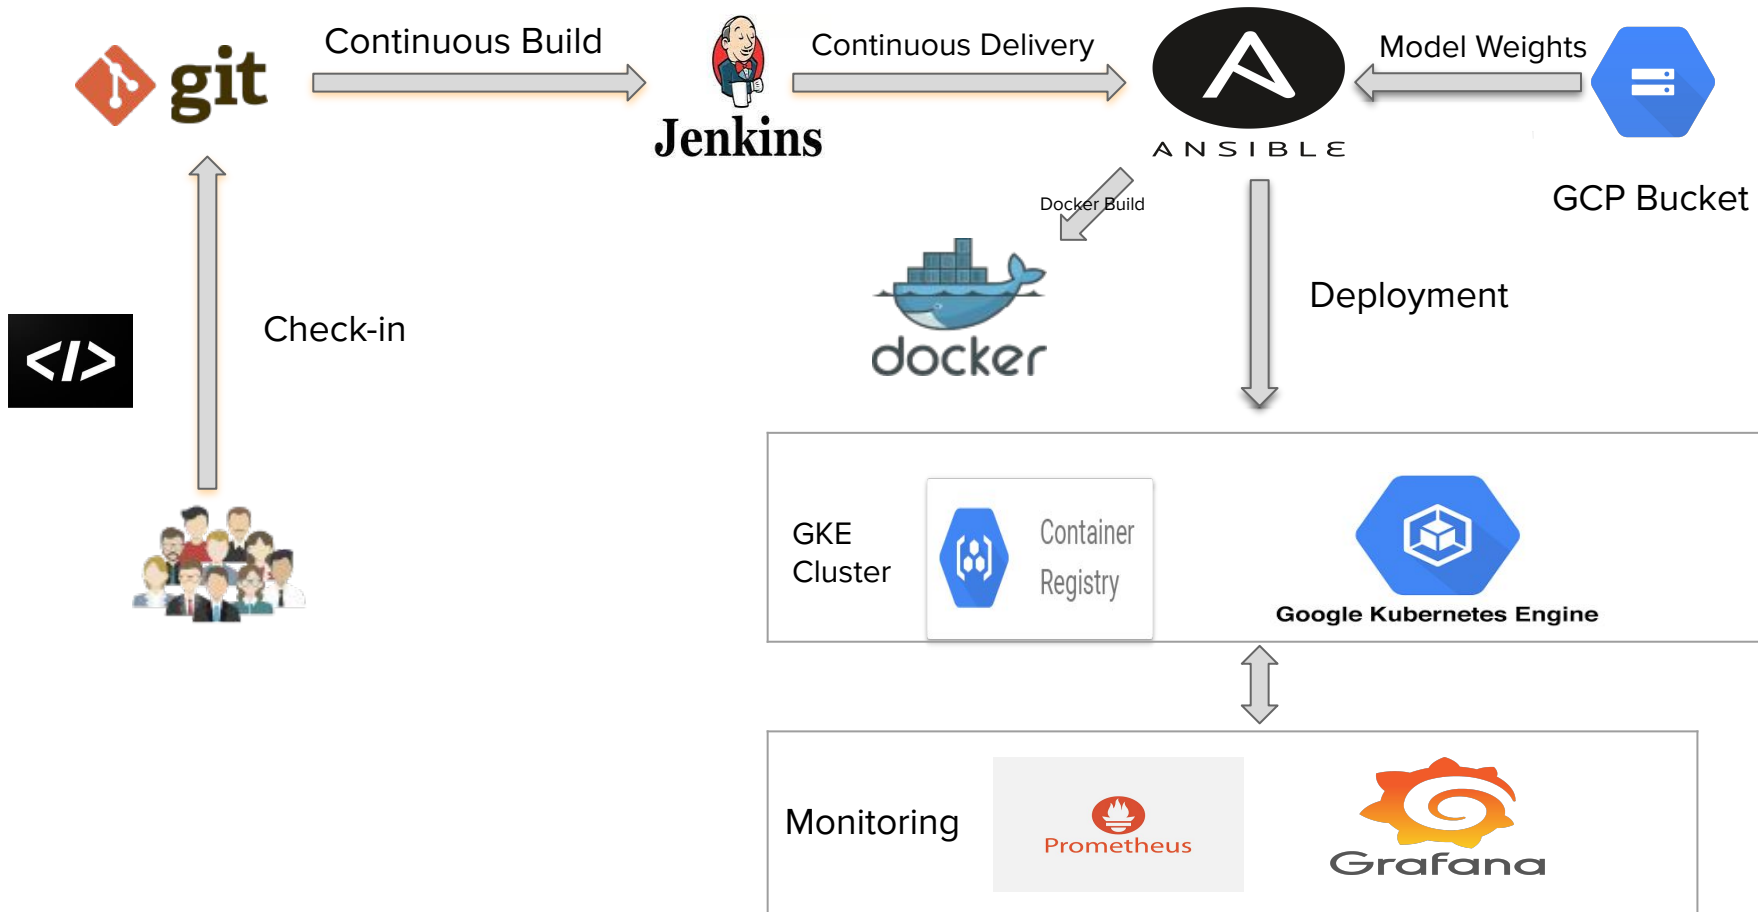 Continuous Build
Continuous Delivery
Model Weights
git
Jenkins
ANSIBLE
GCP Bucket
Docker Build
docker
Deployment
Check-in
</>
GKE
Cluster
Container
Registry
Google Kubernetes Engine
Monitoring
Prometheus
Grafana